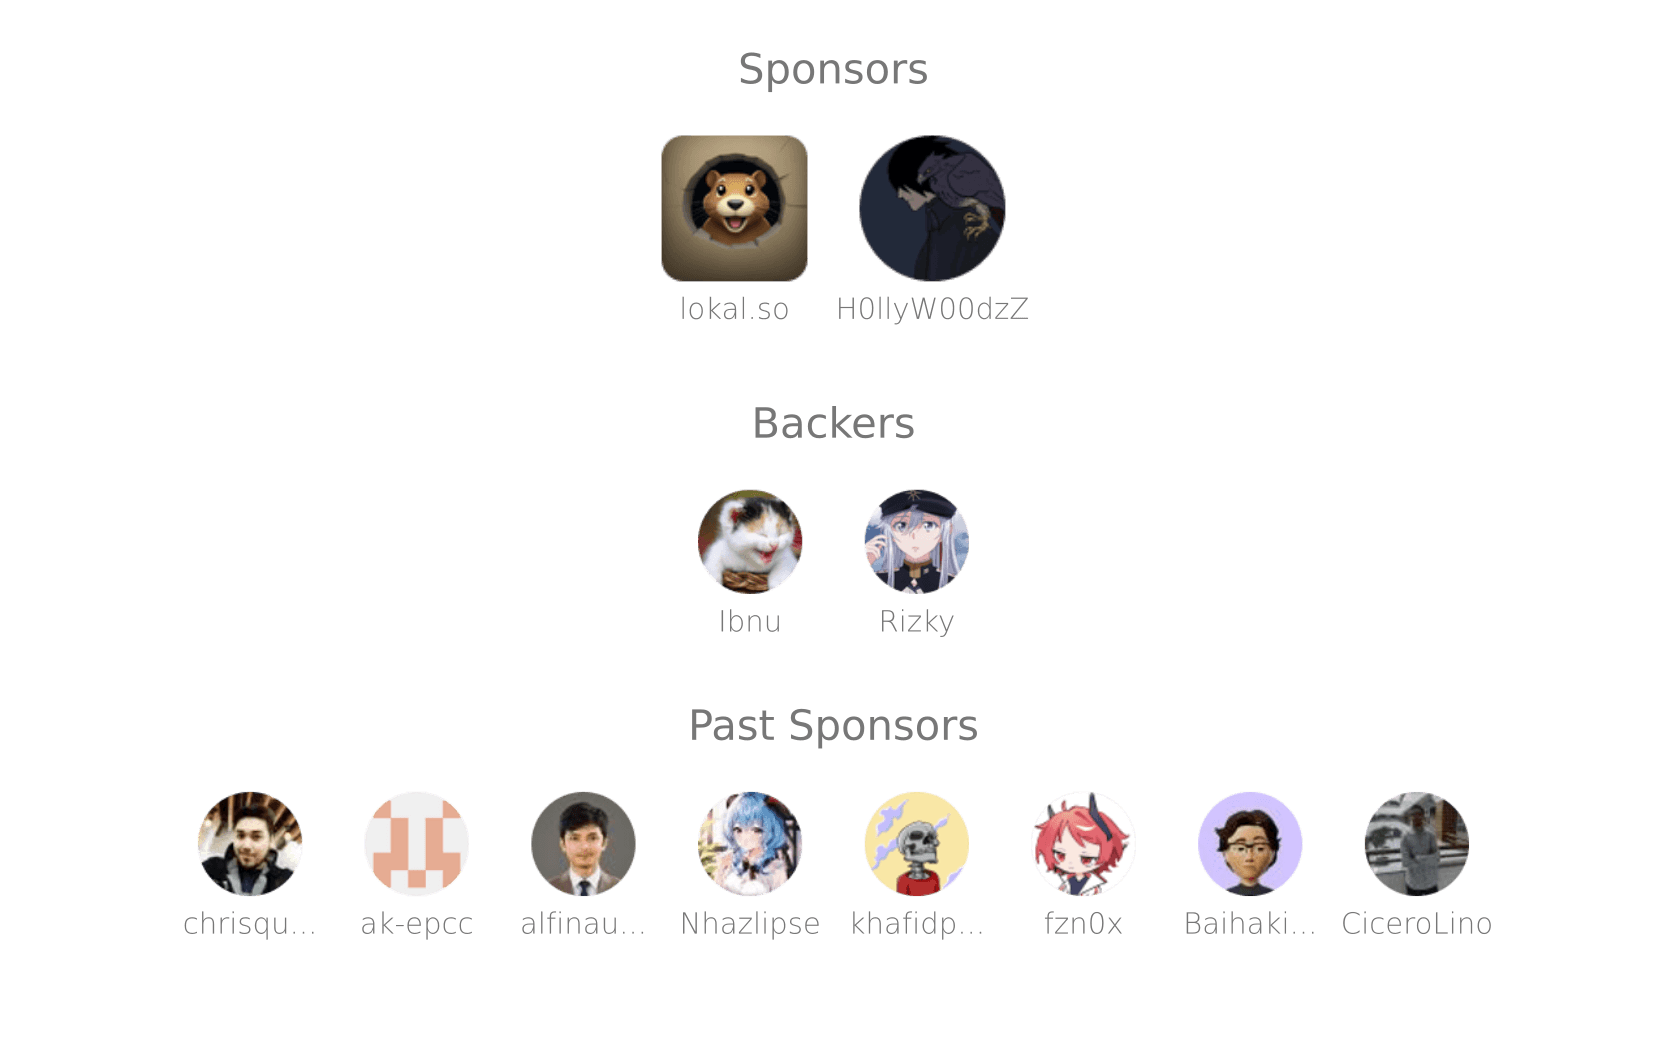 Sponsors
lokal.so H0llyW00dzZ
Backers
Ibnu Rizky
Past Sponsors
chrisqu... ak-epcc alfinau... Nhazlipse khafidp... fzn0x Baihaki... CiceroLino